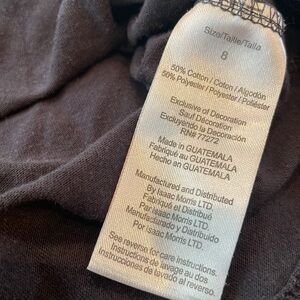 Size/Taille/Talla
8
50% Cotton / Coton / Algodón
50% Polyester / Polyester / Poliéster
Exclusive of Decoration
Sauf Décoration
Excluyendo la Decoración
RN# 77272
Made in GUATEMALA
Fabriqué au GUATEMALA
Hecho en GUATEMALA
Manufactured and Distributed
By Isaac Morris LTD.
Fabriqué et Distribué
Par Isaac Morris LTD.
Manufacturedo y Distribuido
Por Isaac Morris LTD.
See reverse for care instructions.
Instructions de lavage au dos
Instrucciones de lavado al reverso.